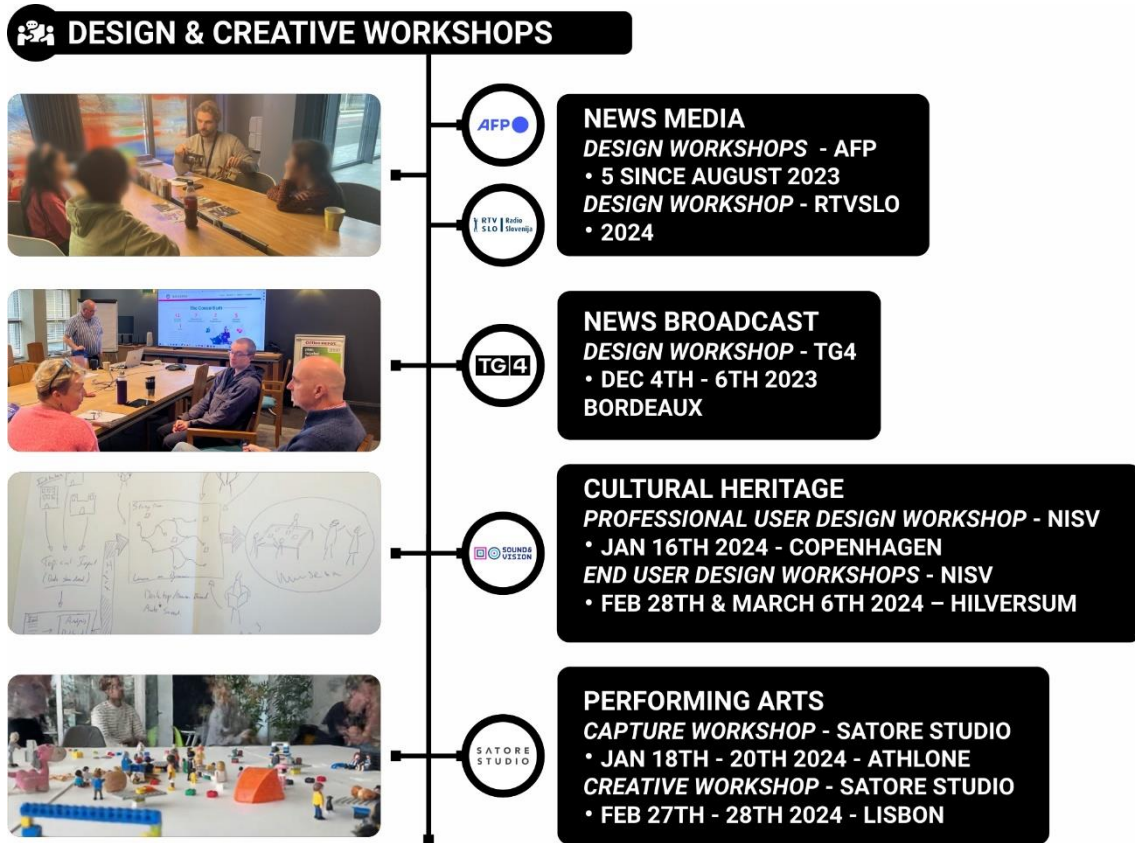 DESIGN & CREATIVE WORKSHOPS
AFP
NEWS MEDIA
DESIGN WORKSHOPS - AFP
• 5 SINCE AUGUST 2023
DESIGN WORKSHOP - RTVSLO
• 2024
RTV SLO Radio Slovenija
TG4
NEWS BROADCAST
DESIGN WORKSHOP - TG4
• DEC 4TH - 6TH 2023
BORDEAUX
SOUND&
VISION
CULTURAL HERITAGE
PROFESSIONAL USER DESIGN WORKSHOP - NISV
• JAN 16TH 2024 - COPENHAGEN
END USER DESIGN WORKSHOPS - NISV
• FEB 28TH & MARCH 6TH 2024 – HILVERSUM
SATORE
STUDIO
PERFORMING ARTS
CAPTURE WORKSHOP - SATORE STUDIO
• JAN 18TH - 20TH 2024 - ATHLONE
CREATIVE WORKSHOP - SATORE STUDIO
• FEB 27TH - 28TH 2024 - LISBON